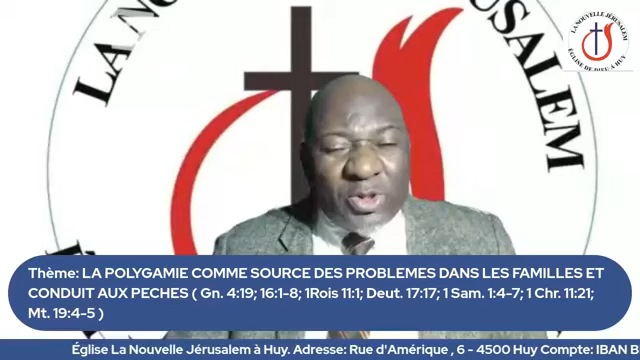 LA NOUVELLE JÉRUSALEM
LA NOUVELLE JÉRUSALEM
ÉGLISE DE DIEU À HUY
Thème: LA POLYGAMIE COMME SOURCE DES PROBLEMES DANS LES FAMILLES ET
CONDUIT AUX PECHES ( Gn. 4:19; 16:1-8; 1Rois 11:1; Deut. 17:17; 1 Sam. 1:4-7; 1 Chr. 11:21;
Mt. 19:4-5 )
Église La Nouvelle Jérusalem à Huy. Adresse: Rue d'Amérique , 6 - 4500 Huy Compte: IBAN B